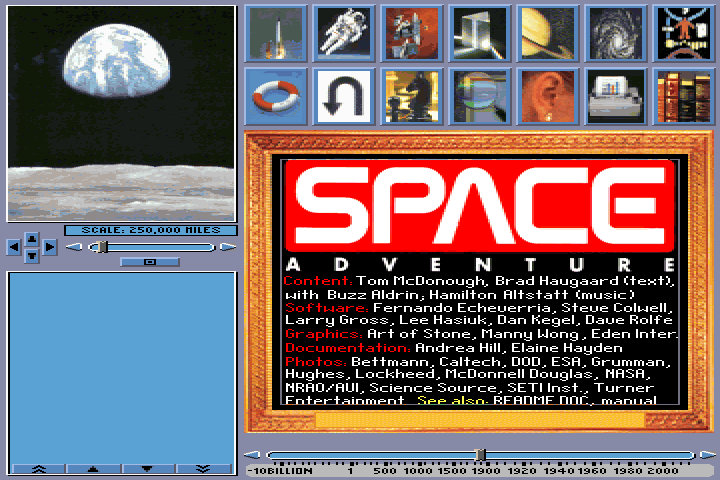 SCALE: 250,000 MILES
SPACE
ADVENTURE
Content: Tom McDonough, Brad Haugaard (text),
with Buzz Aldrin, Hamilton Altstatt (music)
Software: Fernando Echeverria, Steve Colwell,
Larry Gross, Lee Hasiuk, Dan Kegel, Dave Rolfe
Graphics: Art of Stone, Manny Wong, Eden Inter.
Documentation: Andrea Hill, Elaine Hayden
Photos: Bettmann, Caltech, DOD, ESA, Grumman,
Hughes, Lockheed, McDonnell Douglas, NASA,
NRAO/AUI, Science Source, SETI Inst., Turner
Entertainment. See also: README.DOC, manual
-10BILLION 1 500 1000 1500 1900 1920 1940 1960 1980 2000